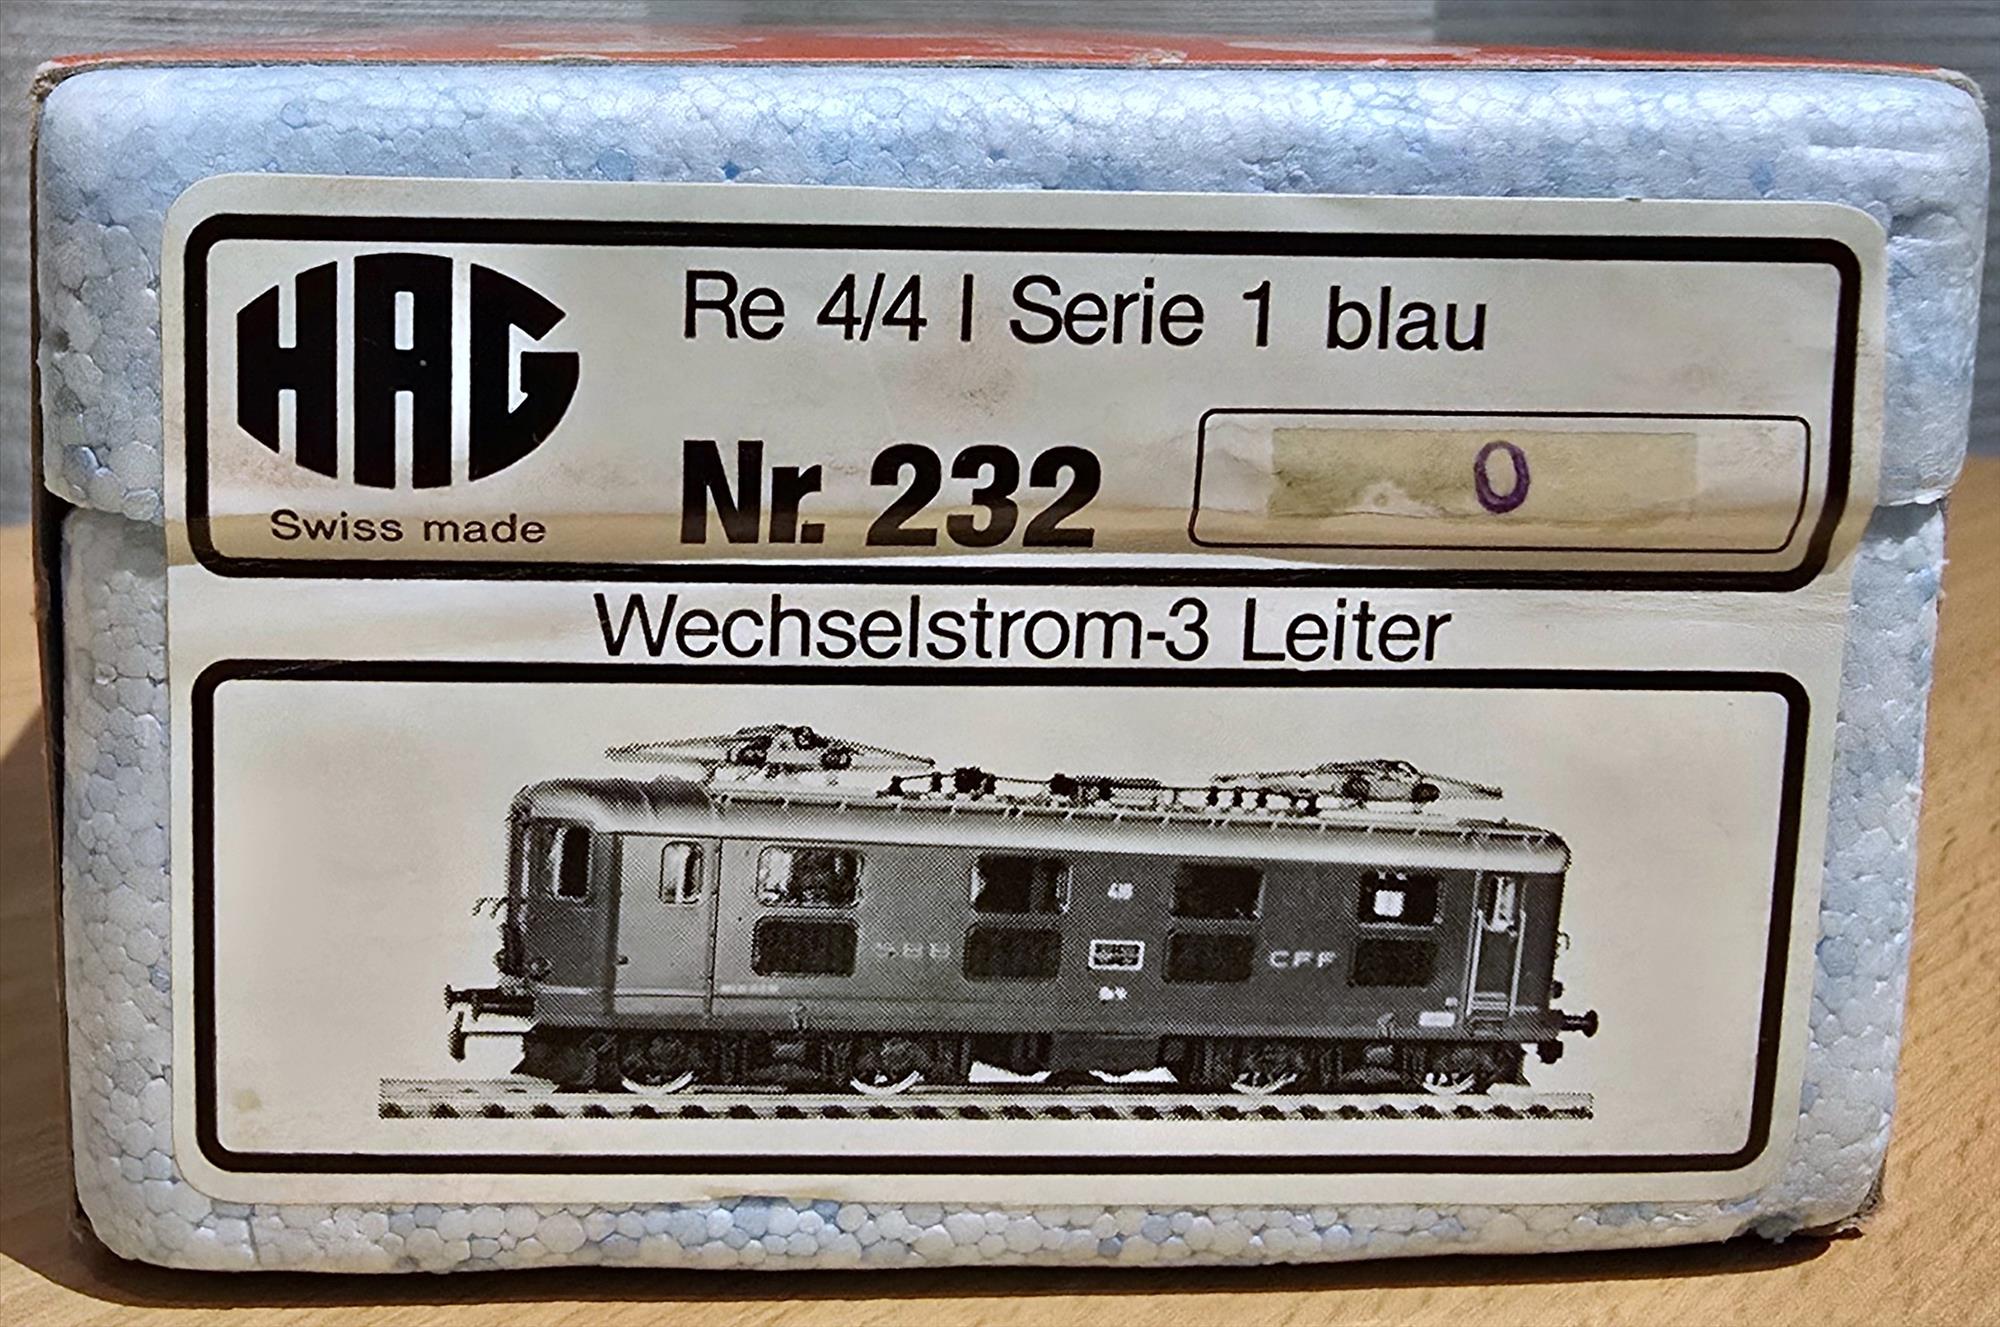 HAG
Swiss made
Re 4/4 I Serie 1 blau
Nr. 232
0
Wechselstrom-3 Leiter
SBB
CFF